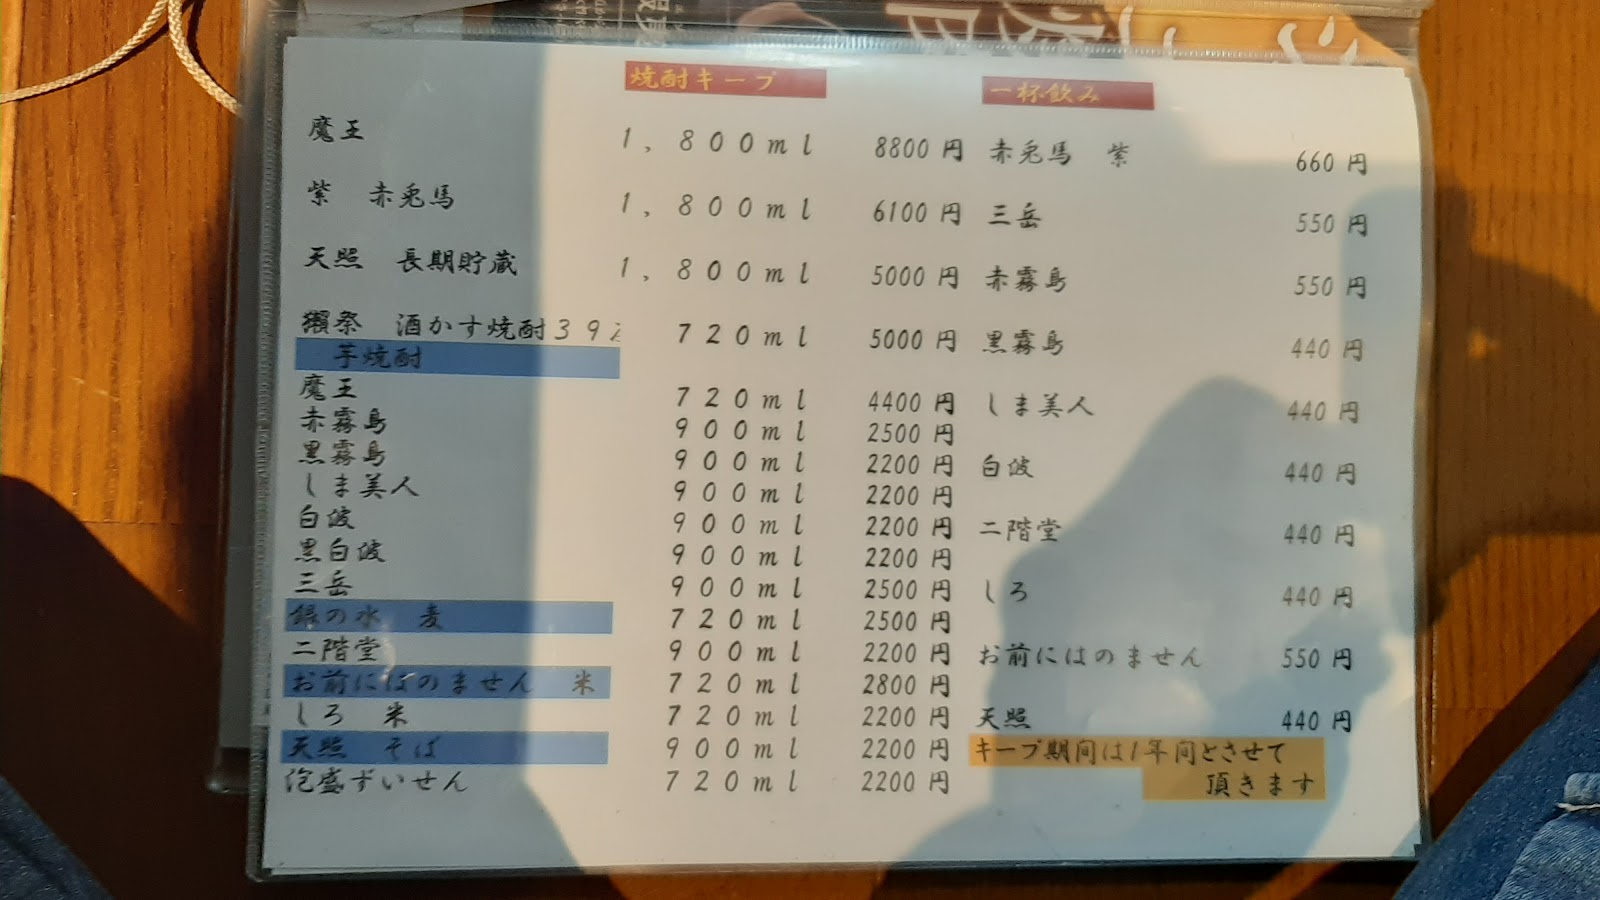 焼酎キープ 一杯飲み
魔王 1，800ml 8800円 赤兎馬 紫 660円
紫 赤兎馬 1，800ml 6100円 三岳 550円
天照 長期貯蔵 1，800ml 5000円 赤霧島 550円
獺祭 酒かす焼酎39 720ml 5000円 黒霧島 440円
芋焼酎
魔王 720ml 4400円 しま美人 440円
赤霧島 900ml 2500円
黒霧島 900ml 2200円 白波 440円
しま美人 900ml 2200円
白波 900ml 2200円 二階堂 440円
黒白波 900ml 2200円
三岳 900ml 2500円 しろ 440円
銀の水 麦 720ml 2500円
二階堂 900ml 2200円 お前にはのません 550円
お前にはのません 米 720ml 2800円
しろ 米 720ml 2200円 天照 440円
天照 そば 900ml 2200円 キープ期間は1年間とさせて
泡盛ずいせん 720ml 2200円 頂きます